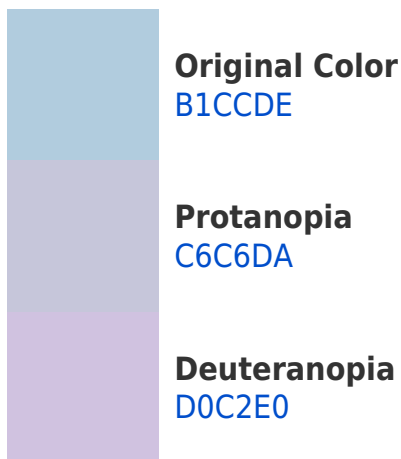 Original Color
B1CCDE
Protanopia
C6C6DA
Deuteranopia
D0C2E0